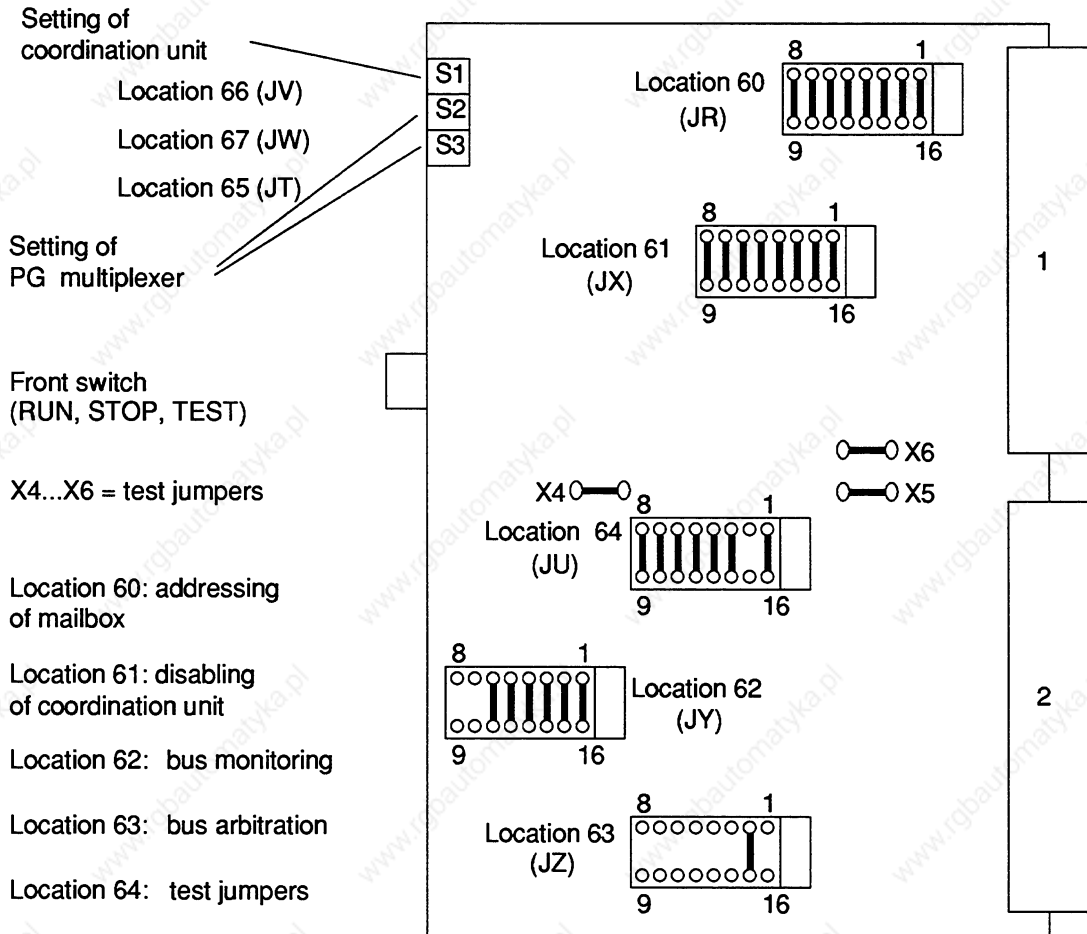 Setting of
coordination unit
Location 66 (JV)
Location 67 (JW)
Location 65 (JT)
Setting of
PG multiplexer
Front switch
(RUN, STOP, TEST)
X4...X6 = test jumpers
Location 60: addressing
of mailbox
Location 61: disabling
of coordination unit
Location 62: bus monitoring
Location 63: bus arbitration
Location 64: test jumpers
S1
S2
S3
Location 60
(JR)
8 1
9 16
Location 61
(JX)
8 1
9 16
X6
X5
X4
Location 64
(JU)
8 1
9 16
8 1
9 16
Location 62
(JY)
Location 63
(JZ)
8 1
9 16
1
2
www.rgbautomatyka.pl